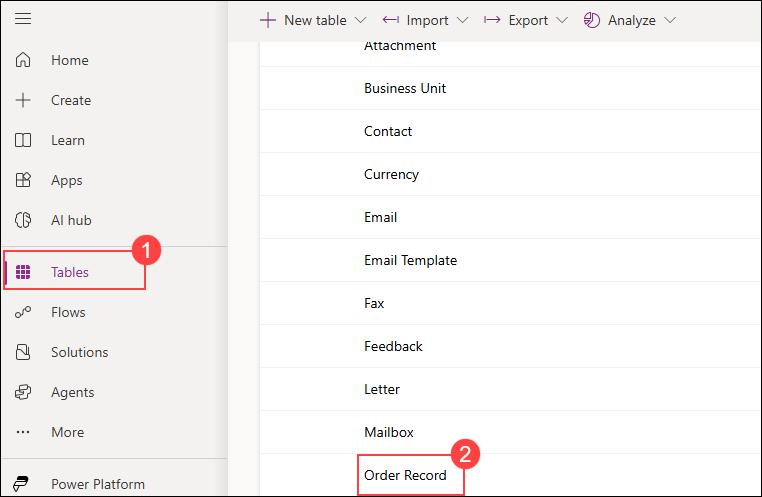 New table
Import
Export
Analyze
Home
Create
Learn
Apps
AI hub
1
Tables
Flows
Solutions
Agents
More
Power Platform
Attachment
Business Unit
Contact
Currency
Email
Email Template
Fax
Feedback
Letter
Mailbox
2
Order Record